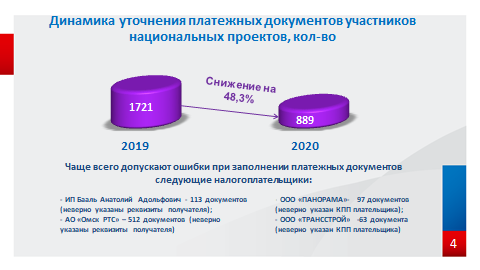 Динамика уточнения платежных документов участников
национальных проектов, кол-во
Снижение на
48,3%
1721
889
2019
2020
Чаще всего допускают ошибки при заполнении платежных документов
следующие налогоплательщики:
- ИП Бааль Анатолий Адольфович - 113 документов
(неверно указаны реквизиты получателя);
- АО «Омск РТС» – 512 документов (неверно
указаны реквизиты получателя)
- ООО «ПАНОРАМА»- 97 документов
(неверно указан КПП плательщика);
- ООО «ТРАНССТРОЙ» -63 документа
(неверно указан КПП плательщика)
4